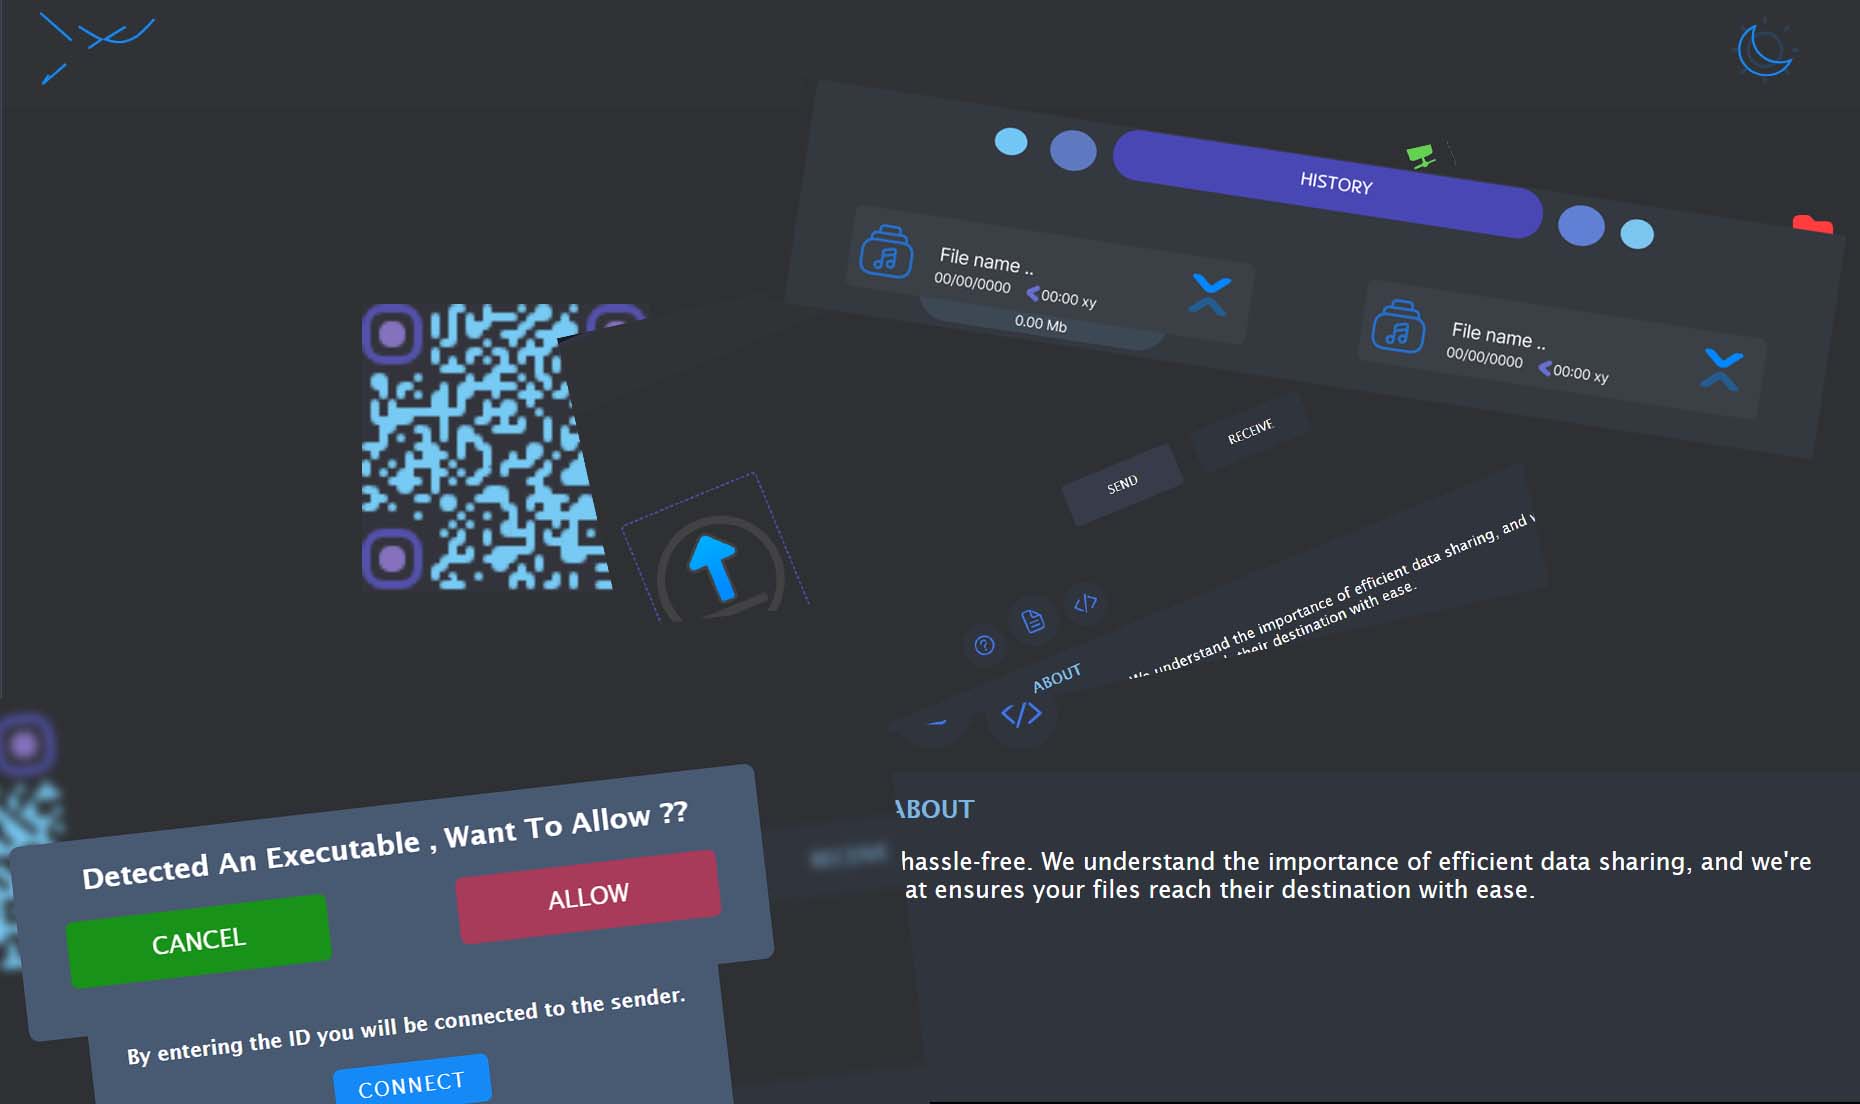 HISTORY
File name ..
00/00/0000 00:00 xy
0.00 Mb
File name ..
00/00/0000 00:00 xy
RECEIVE
SEND
understand the importance of efficient data sharing, and
their destination with ease.
ABOUT
ABOUT
hassle-free. We understand the importance of efficient data sharing, and we're
at ensures your files reach their destination with ease.
Detected An Executable , Want To Allow ??
CANCEL
ALLOW
RECEIVE
By entering the ID you will be connected to the sender.
CONNECT